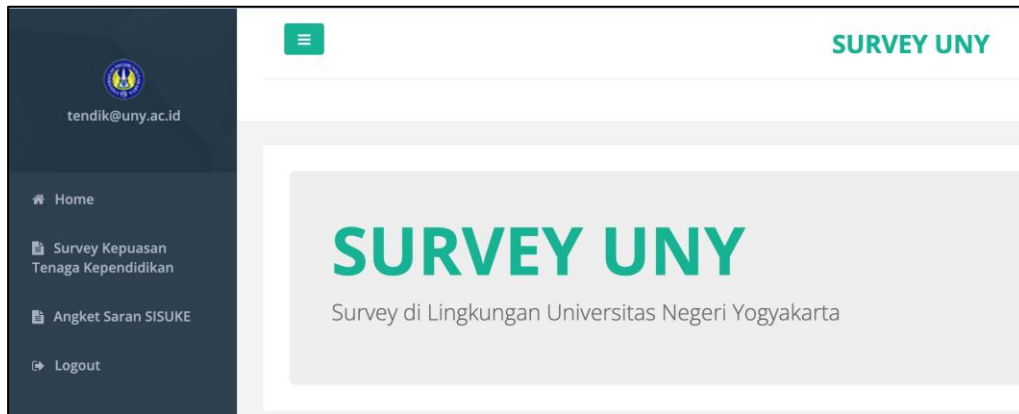 tendik@uny.ac.id
Home
Survey Kepuasan
Tenaga Kependidikan
Angket Saran SISUKE
Logout
SURVEY UNY
SURVEY UNY
Survey di Lingkungan Universitas Negeri Yogyakarta